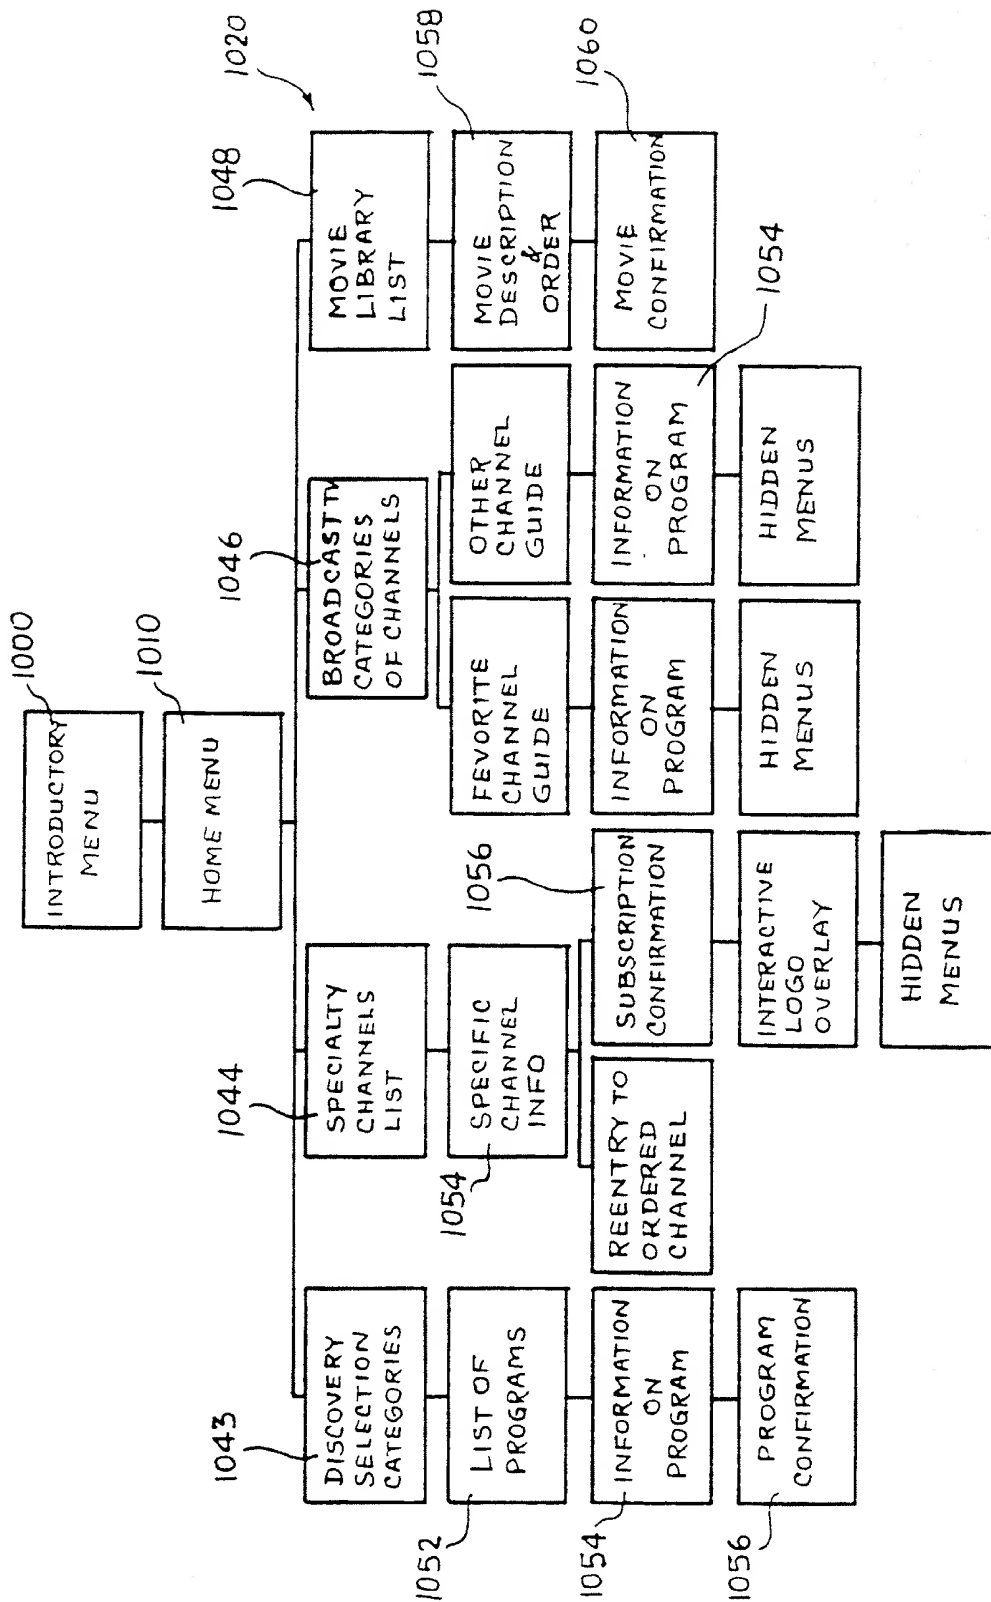 1000
INTRODUCTORY
MENU
1010
HOME MENU
1020
1043
DISCOVERY
SELECTION
CATEGORIES
1044
SPECIALTY
CHANNELS
LIST
1046
BROADCAST TV
CATEGORIES
OF CHANNELS
1048
MOVIE
LIBRARY
LIST
1052
LIST OF
PROGRAMS
1054
SPECIFIC
CHANNEL
INFO
FEVORITE
CHANNEL
GUIDE
OTHER
CHANNEL
GUIDE
1058
MOVIE
DESCRIPTION
&
ORDER
1054
INFORMATION
ON
PROGRAM
REENTRY TO
ORDERED
CHANNEL
1056
SUBSCRIPTION
CONFIRMATION
INFORMATION
ON
PROGRAM
INFORMATION
ON
PROGRAM
1054
MOVIE
CONFIRMATION
1060
1056
PROGRAM
CONFIRMATION
INTERACTIVE
LOGO
OVERLAY
HIDDEN
MENUS
HIDDEN
MENUS
HIDDEN
MENUS